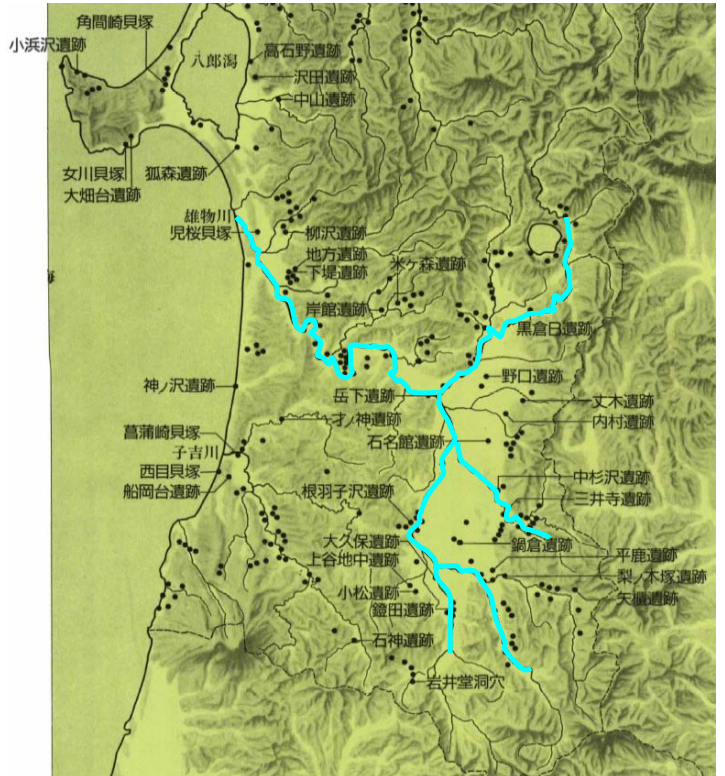 角間崎貝塚
小浜沢遺跡
八郎潟
高石野遺跡
沢田遺跡
中山遺跡
女川貝塚
大畑台遺跡
狐森遺跡
雄物川
児桜貝塚
柳沢遺跡
地方遺跡
下堤遺跡
米ヶ森遺跡
岸館遺跡
黒倉B遺跡
海
神ノ沢遺跡
岳下遺跡
野口遺跡
丈木遺跡
才ノ神遺跡
内村遺跡
菖蒲崎貝塚
子吉川
石名館遺跡
西目貝塚
船岡台遺跡
根羽子沢遺跡
中杉沢遺跡
三井寺遺跡
大久保遺跡
鍋倉遺跡
上谷地中遺跡
平鹿遺跡
梨ノ木塚遺跡
小松遺跡
矢櫃遺跡
鐙田遺跡
石神遺跡
岩井堂洞穴